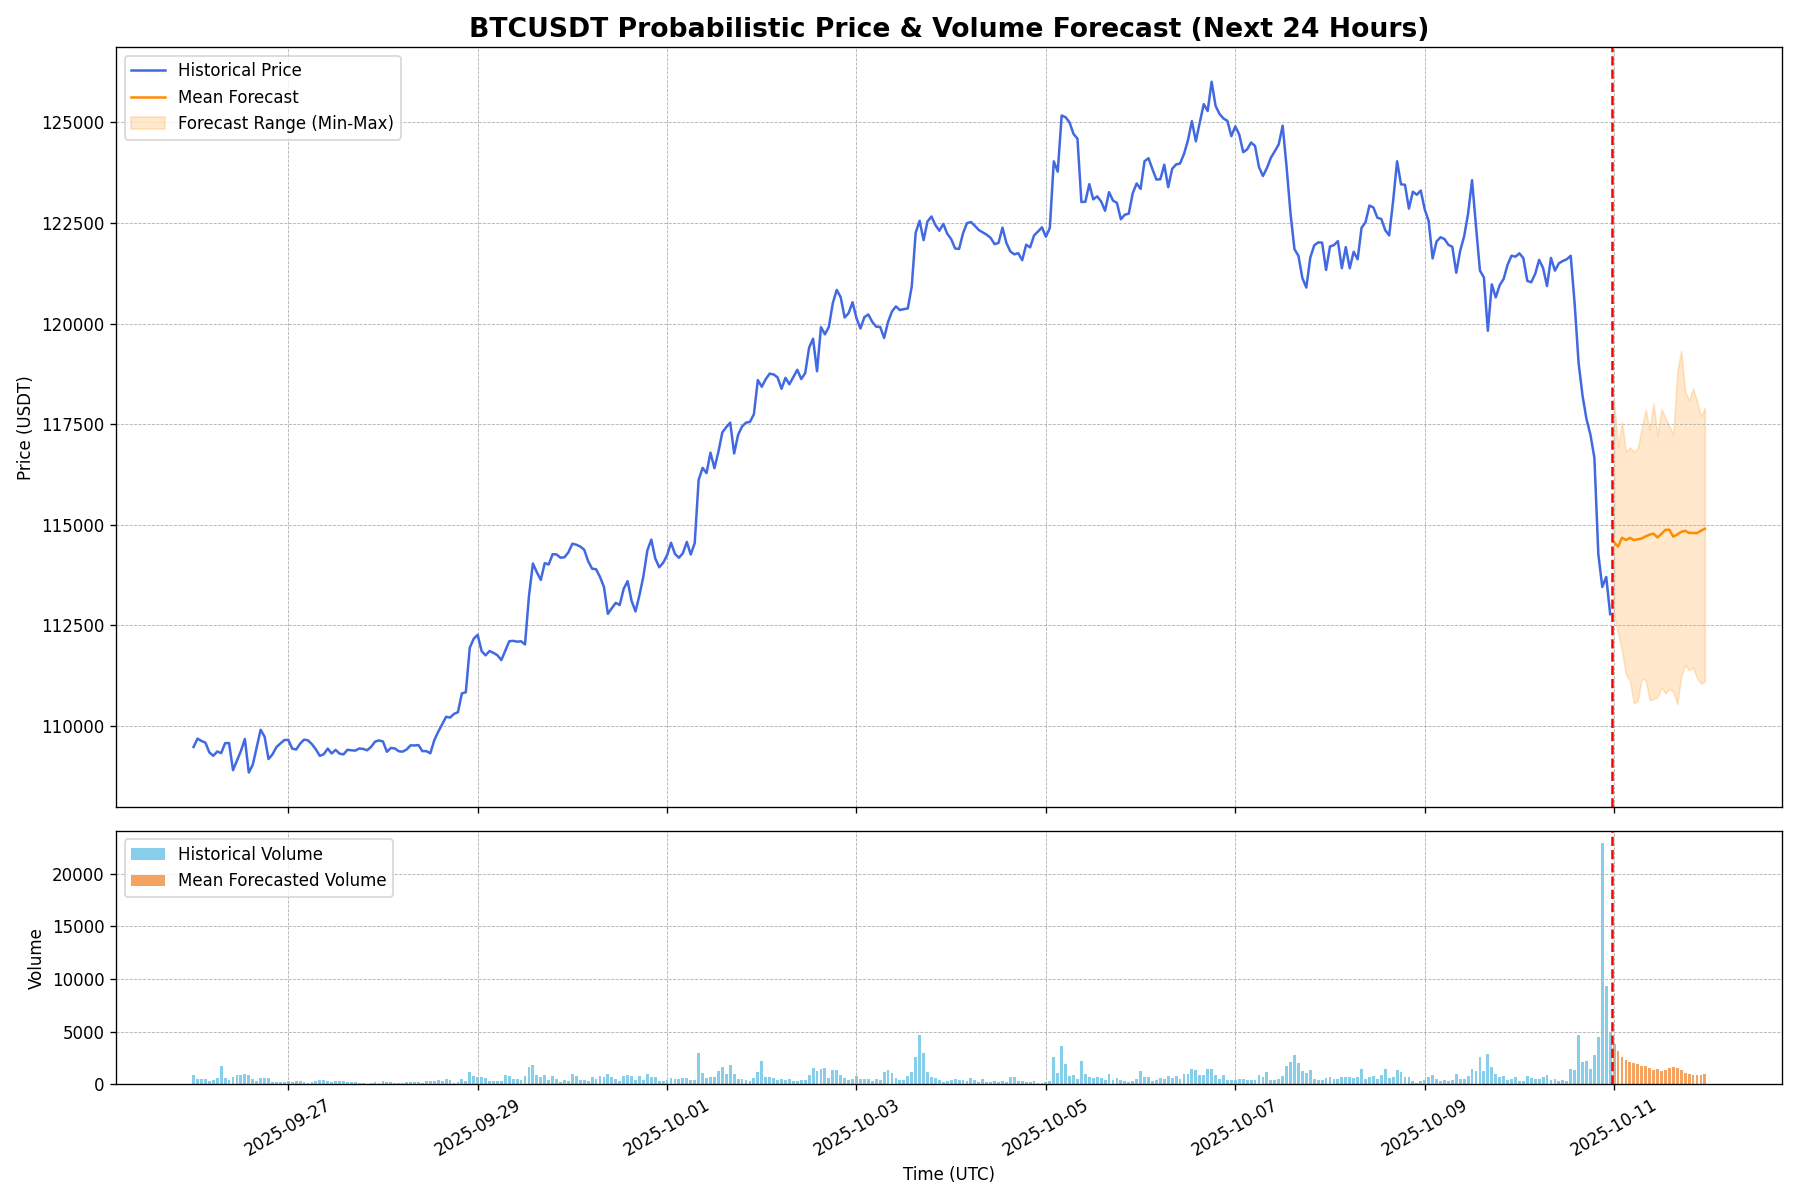 BTCUSDT Probabilistic Price & Volume Forecast (Next 24 Hours)
Historical Price
Mean Forecast
Forecast Range (Min-Max)
125000
122500
120000
117500
115000
112500
110000
Price (USDT)
Historical Volume
Mean Forecasted Volume
20000
15000
10000
5000
0
Volume
2025-09-27
2025-09-29
2025-10-01
2025-10-03
2025-10-05
2025-10-07
2025-10-09
2025-10-11
Time (UTC)